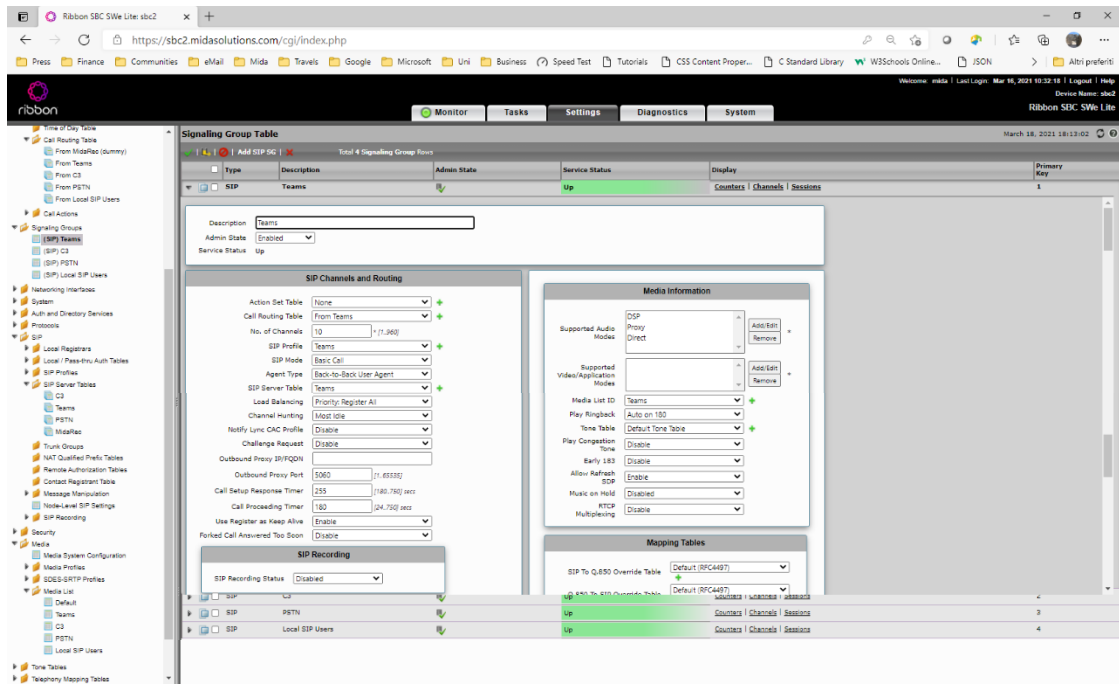 Ribbon SBC SWe Lite: sbc2
https://sbc2.midasolutions.com/cgi/index.php
Press Finance Communities eMail Mida Travels Google Microsoft Uni Business Speed Test Tutorials CSS Content Proper... C Standard Library W3Schools Online... JSON Altri preferiti
Welcome: mida | Last Login: Mar 16, 2021 10:32:18 | Logout | Help
Device Name: sbc2
ribbon
Ribbon SBC SWe Lite
Monitor Tasks Settings Diagnostics System
Time of Day Table
Call Routing Table
From MidaRec (dummy)
From Teams
From C3
From PSTN
From Local SIP Users
Call Actions
Signaling Groups
(SIP) Teams
(SIP) C3
(SIP) PSTN
(SIP) Local SIP Users
Networking Interfaces
System
Auth and Directory Services
Protocols
SIP
Local Registrars
Local / Pass-thru Auth Tables
SIP Profiles
SIP Server Tables
C3
Teams
PSTN
MidaRec
Trunk Groups
NAT Qualified Prefix Tables
Remote Authorization Tables
Contact Registrant Table
Message Manipulation
Node-Level SIP Settings
SIP Recording
Security
Media
Media System Configuration
Media Profiles
SDES-SRTP Profiles
Media List
Default
Teams
C3
PSTN
Local SIP Users
Tone Tables
Telephony Mapping Tables
Signaling Group Table
March 18, 2021 18:13:02
| Add SIP SG | Total 4 Signaling Group Rows
Type Description Admin State Service Status Display Primary Key
SIP Teams Up Counters | Channels | Sessions 1
Description Teams
Admin State Enabled
Service Status Up
SIP Channels and Routing
Action Set Table None
Call Routing Table From Teams
No. of Channels 10 * [1..960]
SIP Profile Teams
SIP Mode Basic Call
Agent Type Back-to-Back User Agent
SIP Server Table Teams
Load Balancing Priority: Register All
Channel Hunting Most Idle
Notify Lync CAC Profile Disable
Challenge Request Disable
Outbound Proxy IP/FQDN
Outbound Proxy Port 5060 [1..65535]
Call Setup Response Timer 255 [180..750] secs
Call Proceeding Timer 180 [24..750] secs
Use Register as Keep Alive Enable
Forked Call Answered Too Soon Disable
SIP Recording
SIP Recording Status Disabled
Media Information
Supported Audio Modes DSP Proxy Direct Add/Edit Remove *
Supported Video/Application Modes Add/Edit Remove *
Media List ID Teams
Play Ringback Auto on 180
Tone Table Default Tone Table
Play Congestion Tone Disable
Early 183 Disable
Allow Refresh SDP Enable
Music on Hold Disabled
RTCP Multiplexing Disable
Mapping Tables
SIP To Q.850 Override Table Default (RFC4497)
Q.850 To SIP Override Table Default (RFC4497)
SIP C3 Up Counters | Channels | Sessions 2
SIP PSTN Up Counters | Channels | Sessions 3
SIP Local SIP Users Up Counters | Channels | Sessions 4